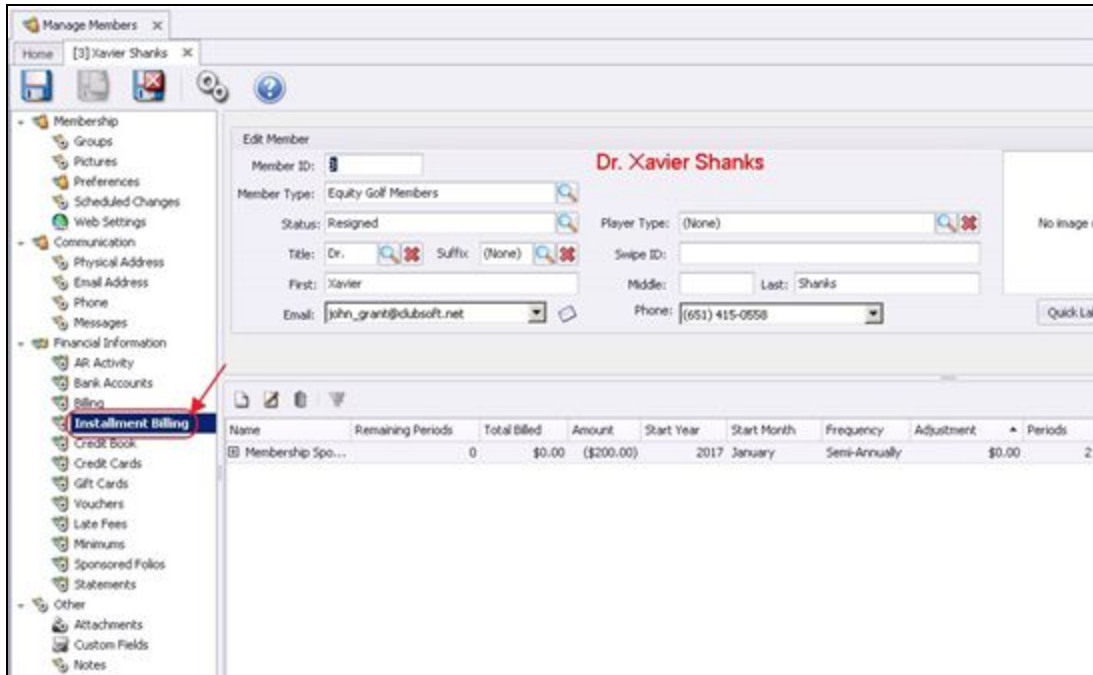 Manage Members
Home [3] Xavier Shanks
Membership
Groups
Pictures
Preferences
Scheduled Changes
Web Settings
Communication
Physical Address
Email Address
Phone
Messages
Financial Information
AR Activity
Bank Accounts
Billing
Installment Billing
Credit Book
Credit Cards
Gift Cards
Vouchers
Late Fees
Minimums
Sponsored Folios
Statements
Other
Attachments
Custom Fields
Notes
Edit Member
Dr. Xavier Shanks
Member ID: 3
Member Type: Equity Golf Members
Status: Resigned Player Type: (None)
Title: Dr. Suffix (None) Swipe ID:
First: Xavier Middle: Last: Shanks
Email: john_grant@clubsoft.net Phone: (651) 415-0558
No image
Quick
Name Remaining Periods Total Billed Amount Start Year Start Month Frequency Adjustment Periods
Membership Spo... 0 $0.00 ($200.00) 2017 January Semi-Annually $0.00 2